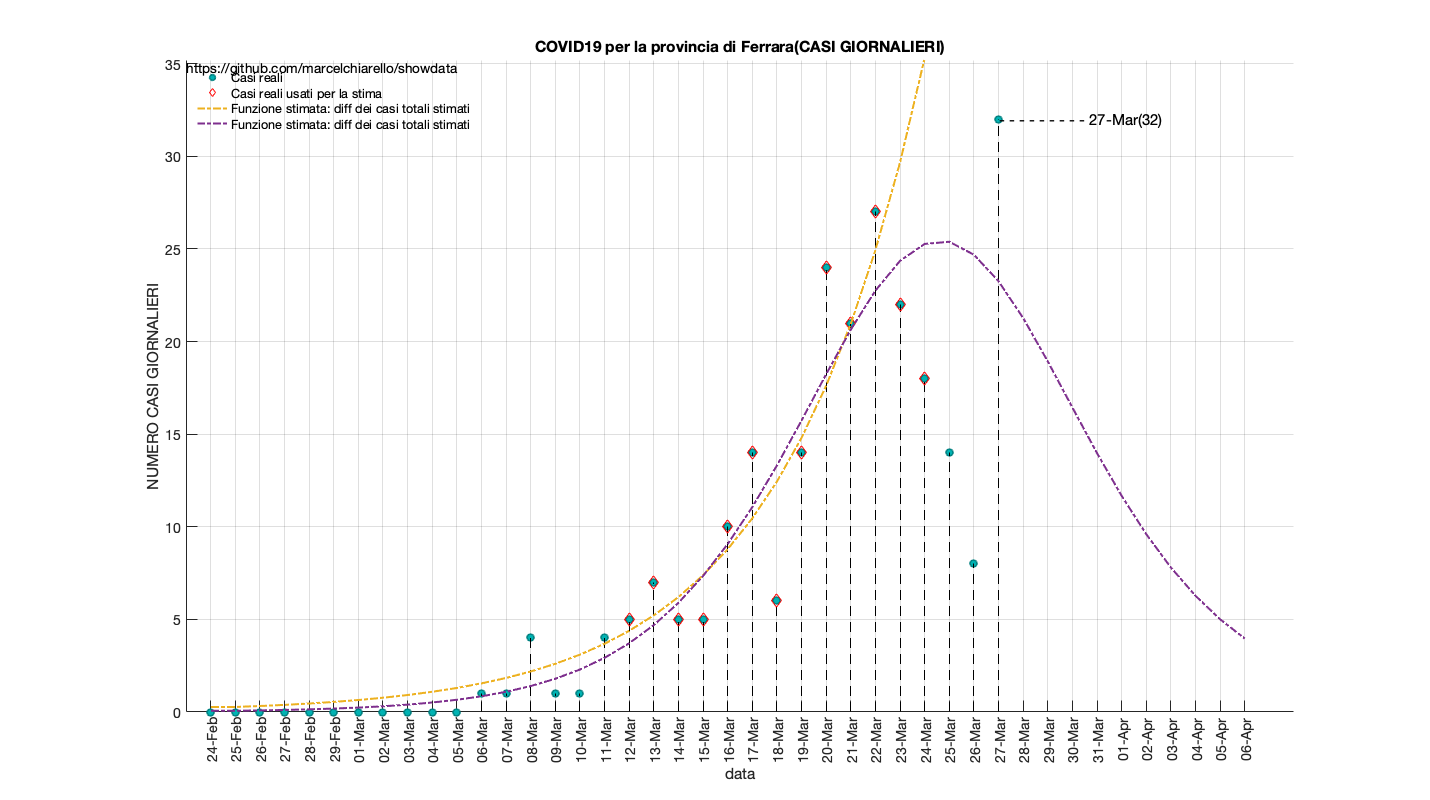 COVID19 per la provincia di Ferrara(CASI GIORNALIERI)
https://github.com/marcelchiarello/showdata
Casi reali
Casi reali usati per la stima
Funzione stimata: diff dei casi totali stimati
Funzione stimata: diff dei casi totali stimati
27-Mar(32)
NUMERO CASI GIORNALIERI
35
30
25
20
15
10
5
0
24-Feb
25-Feb
26-Feb
27-Feb
28-Feb
29-Feb
01-Mar
02-Mar
03-Mar
04-Mar
05-Mar
06-Mar
07-Mar
08-Mar
09-Mar
10-Mar
11-Mar
12-Mar
13-Mar
14-Mar
15-Mar
16-Mar
17-Mar
18-Mar
19-Mar
20-Mar
21-Mar
22-Mar
23-Mar
24-Mar
25-Mar
26-Mar
27-Mar
28-Mar
29-Mar
30-Mar
31-Mar
01-Apr
02-Apr
03-Apr
04-Apr
05-Apr
06-Apr
data